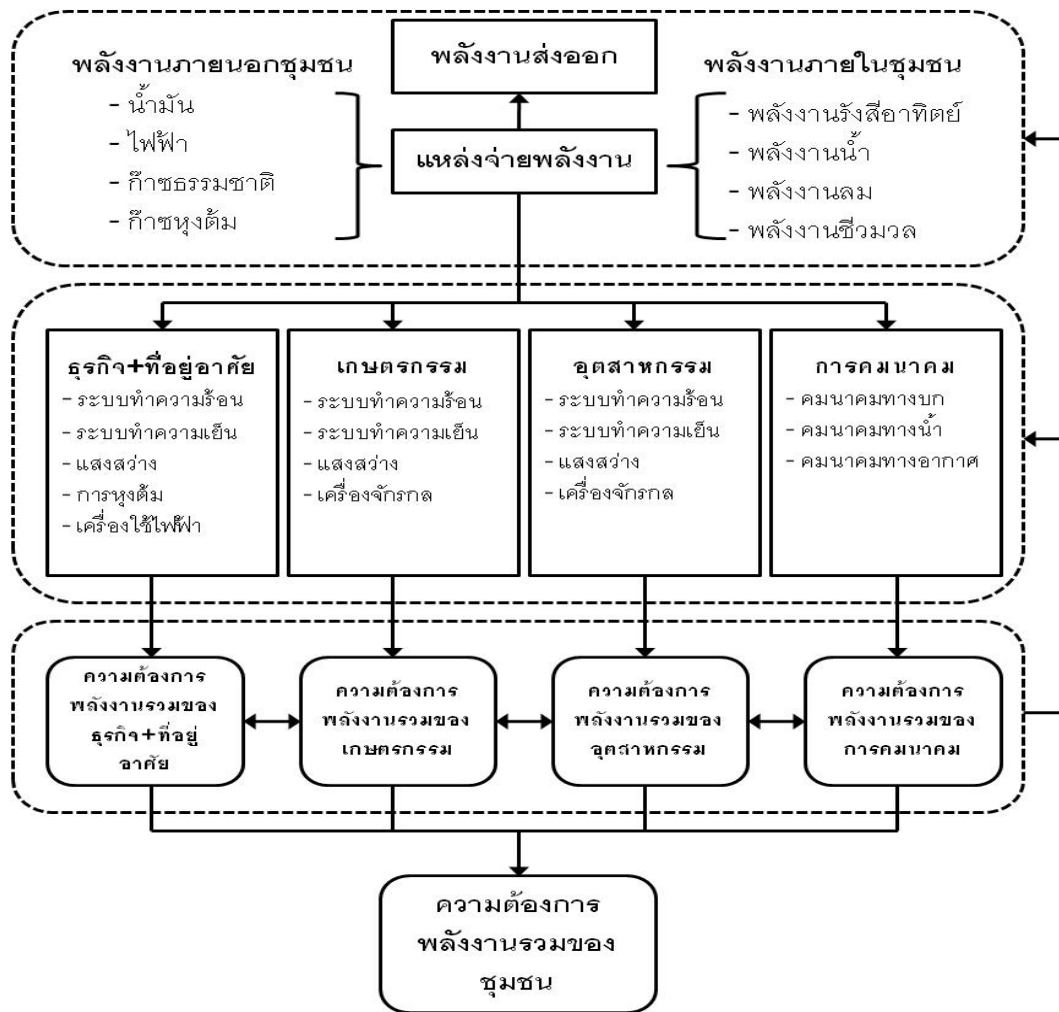 พลังงานภายนอกชุมชน
- น้ำมัน
- ไฟฟ้า
- ก๊าซธรรมชาติ
- ก๊าซหุงต้ม
พลังงานส่งออก
แหล่งจ่ายพลังงาน
พลังงานภายในชุมชน
- พลังงานรังสีอาทิตย์
- พลังงานน้ำ
- พลังงานลม
- พลังงานชีวมวล
ธุรกิจ+ที่อยู่อาศัย
- ระบบทำความร้อน
- ระบบทำความเย็น
- แสงสว่าง
- การหุงต้ม
- เครื่องใช้ไฟฟ้า
เกษตรกรรม
- ระบบทำความร้อน
- ระบบทำความเย็น
- แสงสว่าง
- เครื่องจักรกล
อุตสาหกรรม
- ระบบทำความร้อน
- ระบบทำความเย็น
- แสงสว่าง
- เครื่องจักรกล
การคมนาคม
- คมนาคมทางบก
- คมนาคมทางน้ำ
- คมนาคมทางอากาศ
ความต้องการ
พลังงานรวมของ
ธุรกิจ+ที่อยู่
อาศัย
ความต้องการ
พลังงานรวมของ
เกษตรกรรม
ความต้องการ
พลังงานรวมของ
อุตสาหกรรม
ความต้องการ
พลังงานรวมของ
การคมนาคม
ความต้องการ
พลังงานรวมของ
ชุมชน